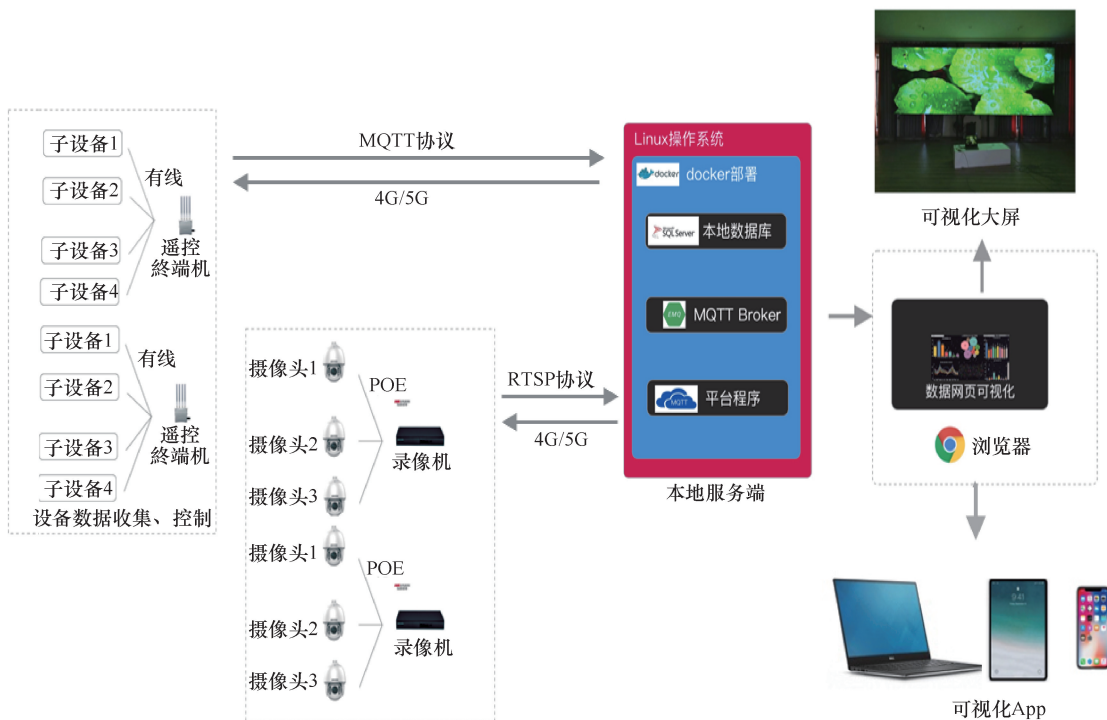 子设备1
子设备2
子设备3
子设备4
有线
遥控
終端机
子设备1
子设备2
子设备3
子设备4
有线
遥控
終端机
设备数据收集、控制
MQTT协议
4G/5G
摄像头1
摄像头2
摄像头3
POE
录像机
摄像头1
摄像头2
摄像头3
POE
录像机
RTSP协议
4G/5G
Linux操作系统
docker
docker部署
SQL Server
本地数据库
EMQ
MQTT Broker
MQTT
平台程序
本地服务端
可视化大屏
数据网页可视化
浏览器
9:41
可视化App